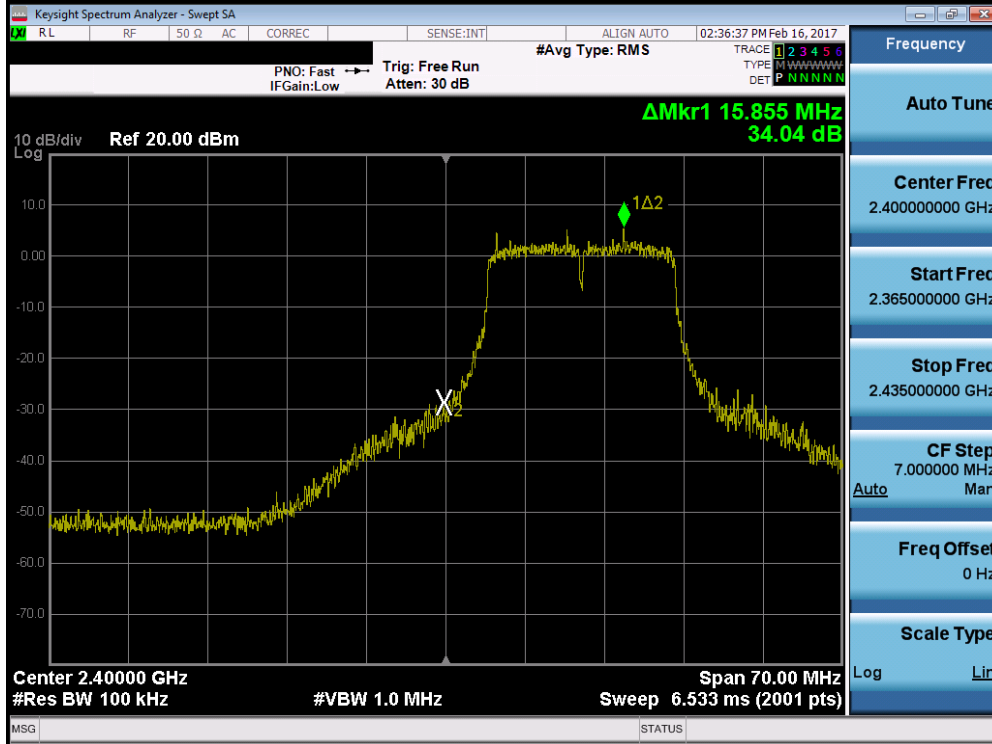 Keysight Spectrum Analyzer - Swept SA
LXI RL RF 50 Ω AC CORREC SENSE:INT ALIGN AUTO 02:36:37 PM Feb 16, 2017
#Avg Type: RMS TRACE 1 2 3 4 5 6
PNO: Fast Trig: Free Run TYPE M WWWWW
IFGain:Low Atten: 30 dB DET P N N N N N
ΔMkr1 15.855 MHz
34.04 dB
10 dB/div Ref 20.00 dBm
Log
1Δ2
10.0
0.00
-10.0
-20.0
-30.0
X2
-40.0
-50.0
-60.0
-70.0
Center 2.40000 GHz Span 70.00 MHz
#Res BW 100 kHz #VBW 1.0 MHz Sweep 6.533 ms (2001 pts)
MSG STATUS
Frequency
Auto Tune
Center Freq
2.400000000 GHz
Start Freq
2.365000000 GHz
Stop Freq
2.435000000 GHz
CF Step
7.000000 MHz
Auto Man
Freq Offset
0 Hz
Scale Type
Log Lin